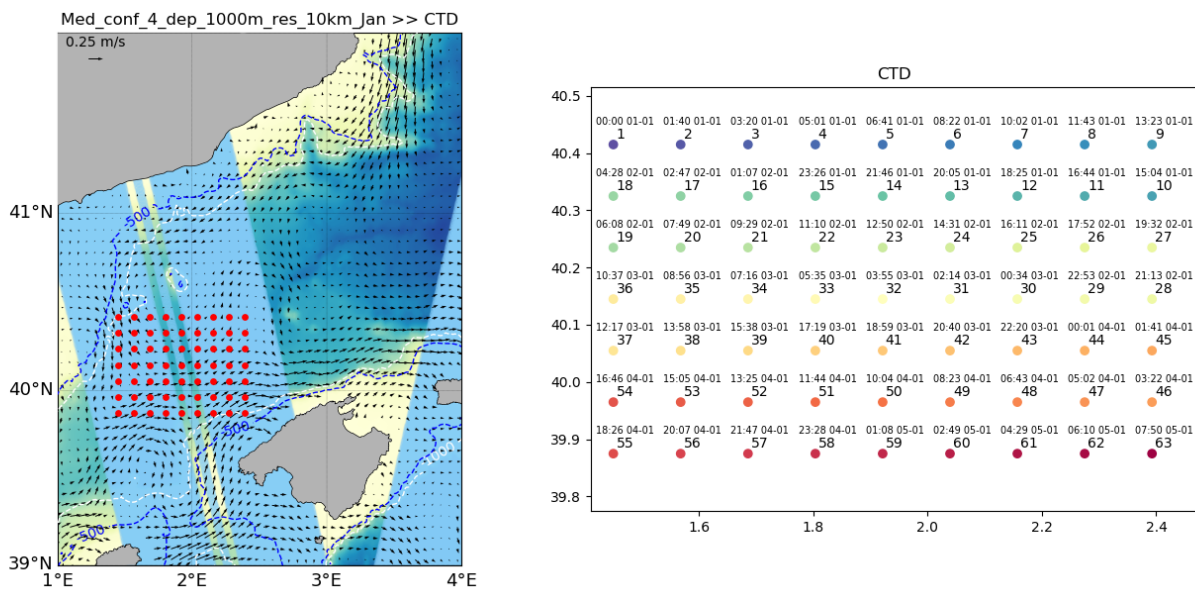 Med_conf_4_dep_1000m_res_10km_Jan >> CTD
0.25 m/s
500
500
1000
500
41°N
40°N
39°N
1°E 2°E 3°E 4°E
CTD
40.5
40.4
40.3
40.2
40.1
40.0
39.9
39.8
00:00 01-01 01:40 01-01 03:20 01-01 05:01 01-01 06:41 01-01 08:22 01-01 10:02 01-01 11:43 01-01 13:23 01-01
1 2 3 4 5 6 7 8 9
04:28 02-01 02:47 02-01 01:07 02-01 23:26 01-01 21:46 01-01 20:05 01-01 18:25 01-01 16:44 01-01 15:04 01-01
18 17 16 15 14 13 12 11 10
06:08 02-01 07:49 02-01 09:29 02-01 11:10 02-01 12:50 02-01 14:31 02-01 16:11 02-01 17:52 02-01 19:32 02-01
19 20 21 22 23 24 25 26 27
10:37 03-01 08:56 03-01 07:16 03-01 05:35 03-01 03:55 03-01 02:14 03-01 00:34 03-01 22:53 02-01 21:13 02-01
36 35 34 33 32 31 30 29 28
12:17 03-01 13:58 03-01 15:38 03-01 17:19 03-01 18:59 03-01 20:40 03-01 22:20 03-01 00:01 04-01 01:41 04-01
37 38 39 40 41 42 43 44 45
16:46 04-01 15:05 04-01 13:25 04-01 11:44 04-01 10:04 04-01 08:23 04-01 06:43 04-01 05:02 04-01 03:22 04-01
54 53 52 51 50 49 48 47 46
18:26 04-01 20:07 04-01 21:47 04-01 23:28 04-01 01:08 05-01 02:49 05-01 04:29 05-01 06:10 05-01 07:50 05-01
55 56 57 58 59 60 61 62 63
1.6 1.8 2.0 2.2 2.4